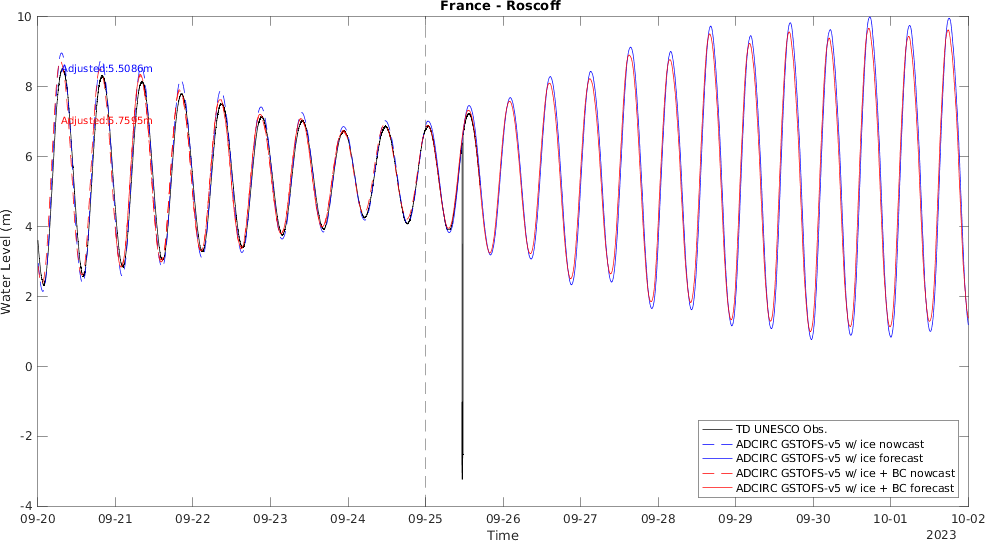 France - Roscoff
10
8
6
4
2
0
-2
-4
Water Level (m)
Adjusted:5.5086m
Adjusted:5.7595m
TD UNESCO Obs.
ADCIRC GSTOFS-v5 w/ ice nowcast
ADCIRC GSTOFS-v5 w/ ice forecast
ADCIRC GSTOFS-v5 w/ ice + BC nowcast
ADCIRC GSTOFS-v5 w/ ice + BC forecast
09-20 09-21 09-22 09-23 09-24 09-25 09-26 09-27 09-28 09-29 09-30 10-01 10-02
Time
2023